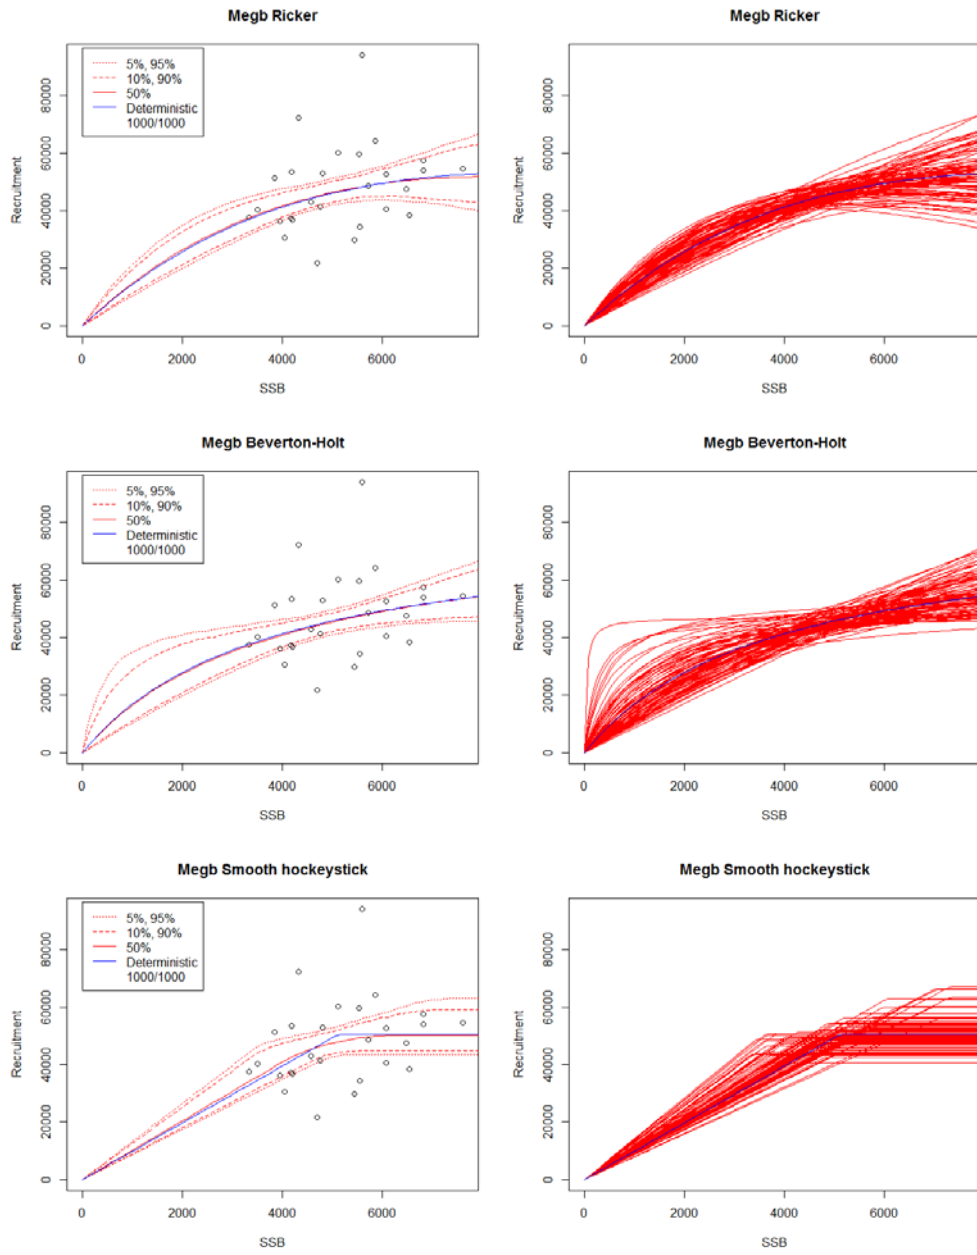 Megb Ricker
5%, 95%
10%, 90%
50%
Deterministic
1000/1000
Recruitment
0 20000 40000 60000 80000
0 2000 4000 6000
SSB
Megb Ricker
Recruitment
0 20000 40000 60000 80000
0 2000 4000 6000
SSB
Megb Beverton-Holt
5%, 95%
10%, 90%
50%
Deterministic
1000/1000
Recruitment
0 20000 40000 60000 80000
0 2000 4000 6000
SSB
Megb Beverton-Holt
Recruitment
0 20000 40000 60000 80000
0 2000 4000 6000
SSB
Megb Smooth hockeystick
5%, 95%
10%, 90%
50%
Deterministic
1000/1000
Recruitment
0 20000 40000 60000 80000
0 2000 4000 6000
SSB
Megb Smooth hockeystick
Recruitment
0 20000 40000 60000 80000
0 2000 4000 6000
SSB